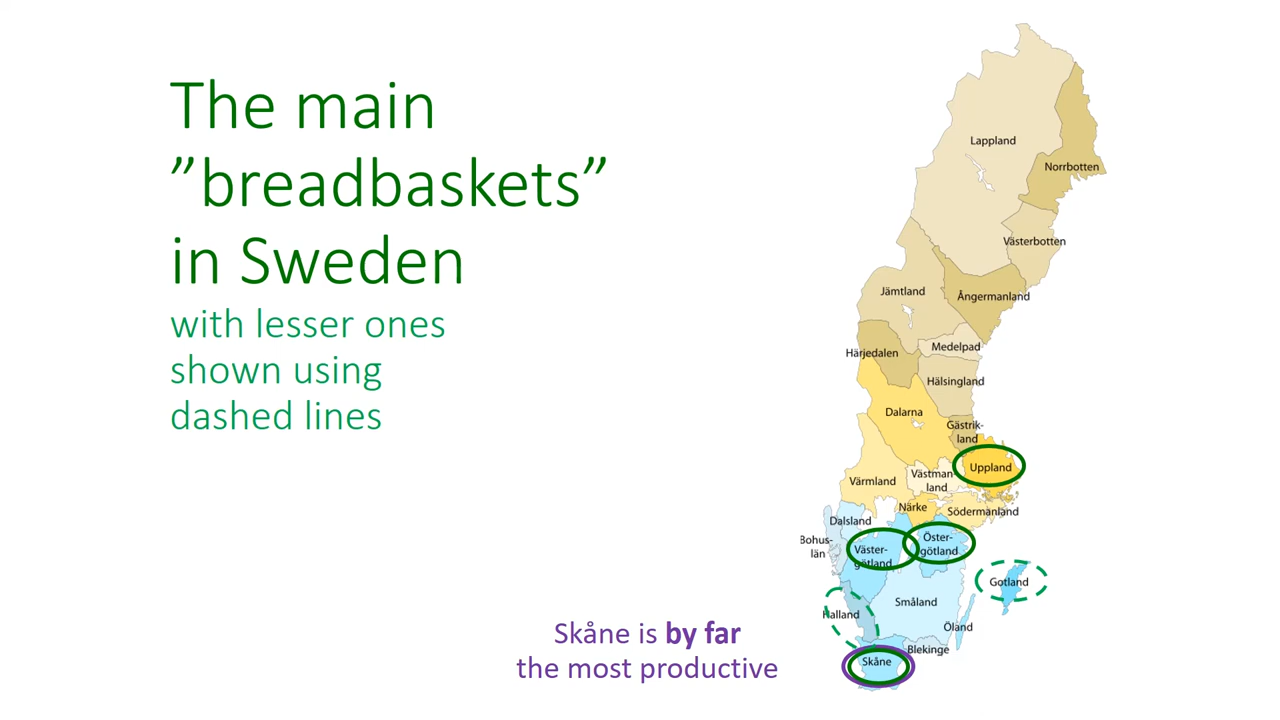 The main
”breadbaskets”
in Sweden
with lesser ones
shown using
dashed lines
Skåne is by far
the most productive
Lappland
Norrbotten
Västerbotten
Jämtland
Ångermanland
Medelpad
Härjedalen
Hälsingland
Dalarna
Gästrik-
land
Uppland
Västman-
land
Värmland
Närke
Södermanland
Dalsland
Bohus-
län
Väster-
götland
Öster-
götland
Gotland
Småland
Halland
Öland
Blekinge
Skåne